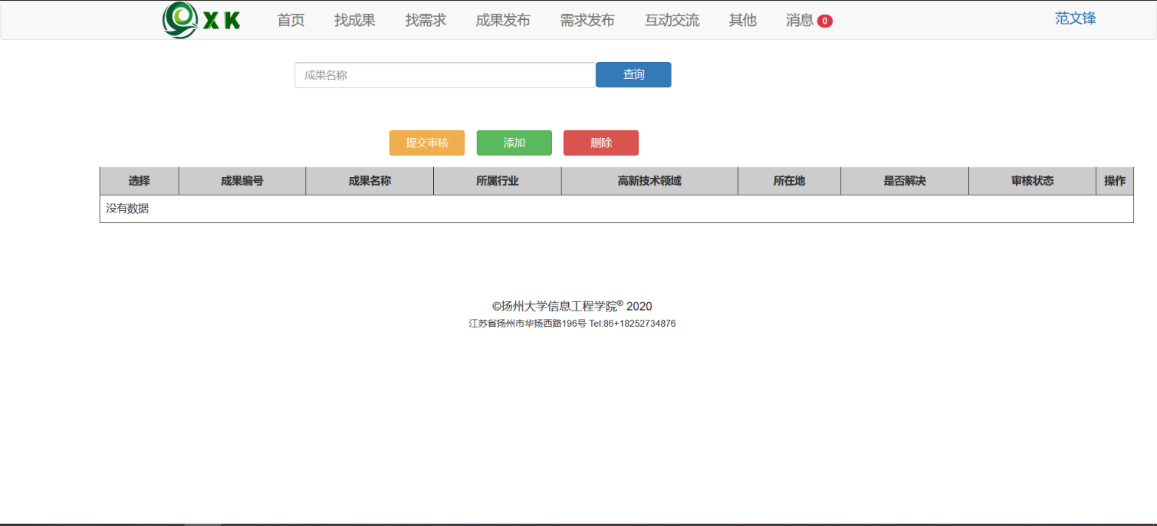 XK 首页 找成果 找需求 成果发布 需求发布 互动交流 其他 消息 0 范文锋
成果名称 查询
提交审核 添加 删除
选择 成果编号 成果名称 所属行业 高新技术领域 所在地 是否解决 审核状态 操作
没有数据
©扬州大学信息工程学院® 2020
江苏省扬州市华扬西路196号 Tel:86+18252734876